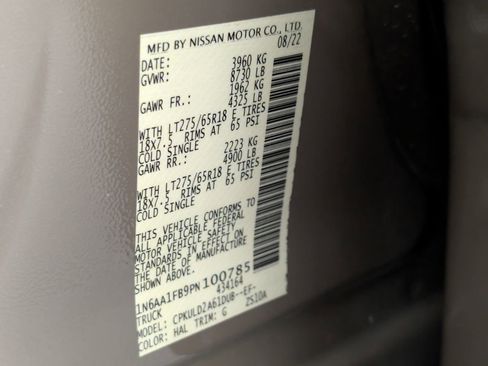 MFD BY NISSAN MOTOR CO., LTD.
DATE: 08/22
GVWR: 3960 KG
8730 LB
GAWR FR.: 1962 KG
4325 LB
WITH LT275/65R18 E TIRES
18X7.5 RIMS AT 65 PSI
COLD SINGLE
GAWR RR.: 2223 KG
4900 LB
WITH LT275/65R18 E TIRES
18X7.5 RIMS AT 65 PSI
COLD SINGLE
THIS VEHICLE CONFORMS TO
ALL APPLICABLE FEDERAL
MOTOR VEHICLE SAFETY
STANDARDS IN EFFECT ON
THE DATE OF MANUFACTURE
SHOWN ABOVE.
1N6AA1FB9PN100785
TRUCK 434164
MODEL: CPKULD2A61DUB--EF-
COLOR: HAL TRIM: G ZS10A